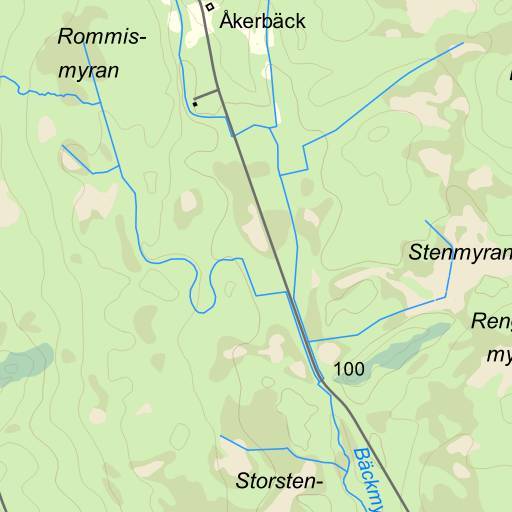 Åkerbäck
Rommis-
myran
Stenmyran
Reng
my
100
Bäckmy
Storsten-